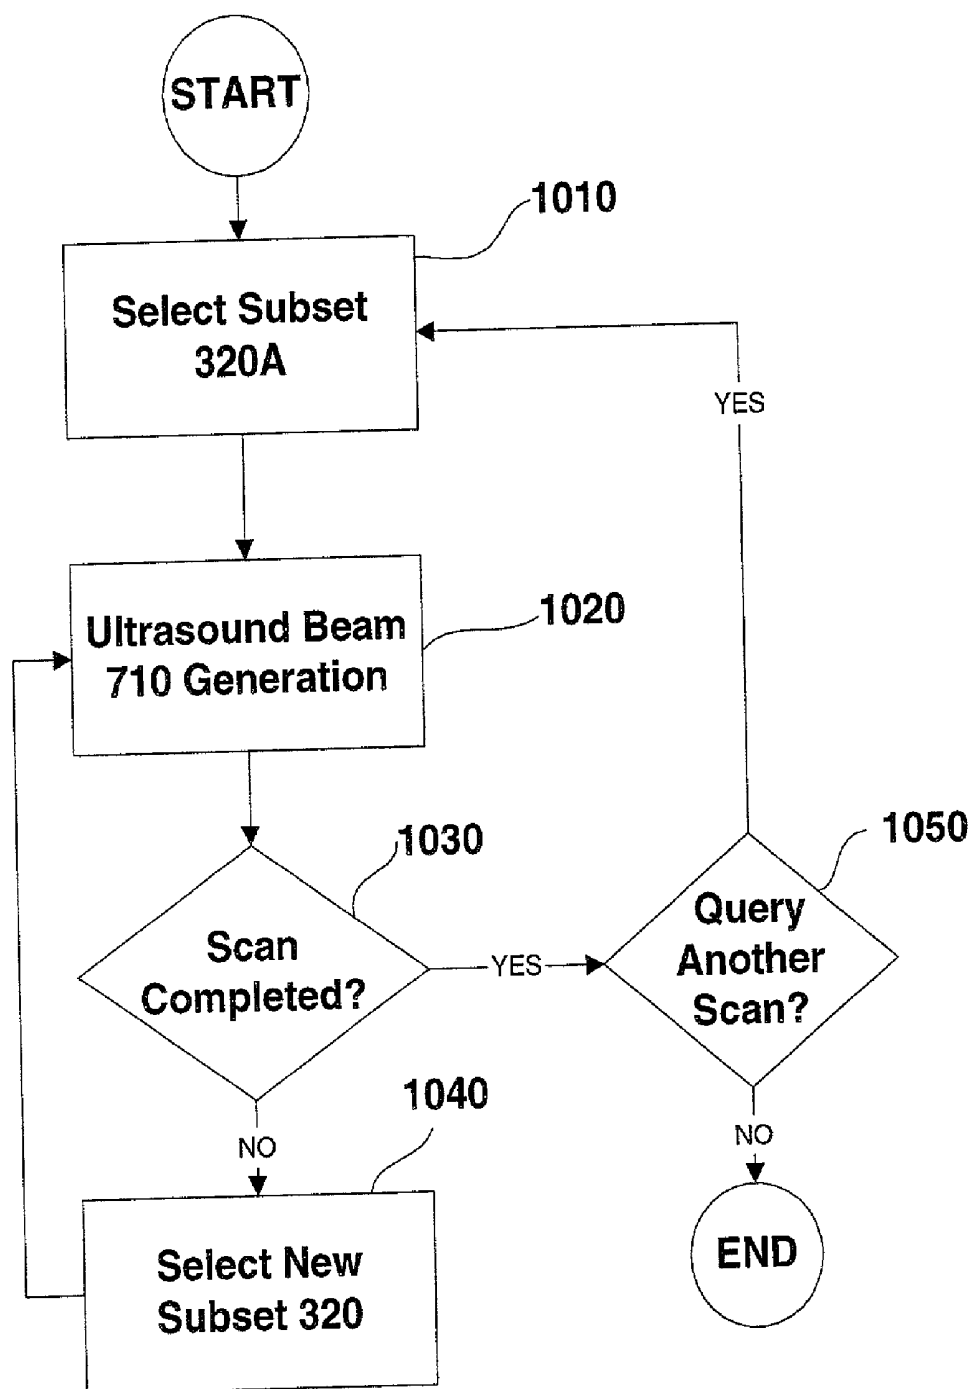 START
1010
Select Subset
320A
YES
1020
Ultrasound Beam
710 Generation
1030
1050
Scan
Completed?
YES
Query
Another
Scan?
1040
NO
NO
Select New
Subset 320
END